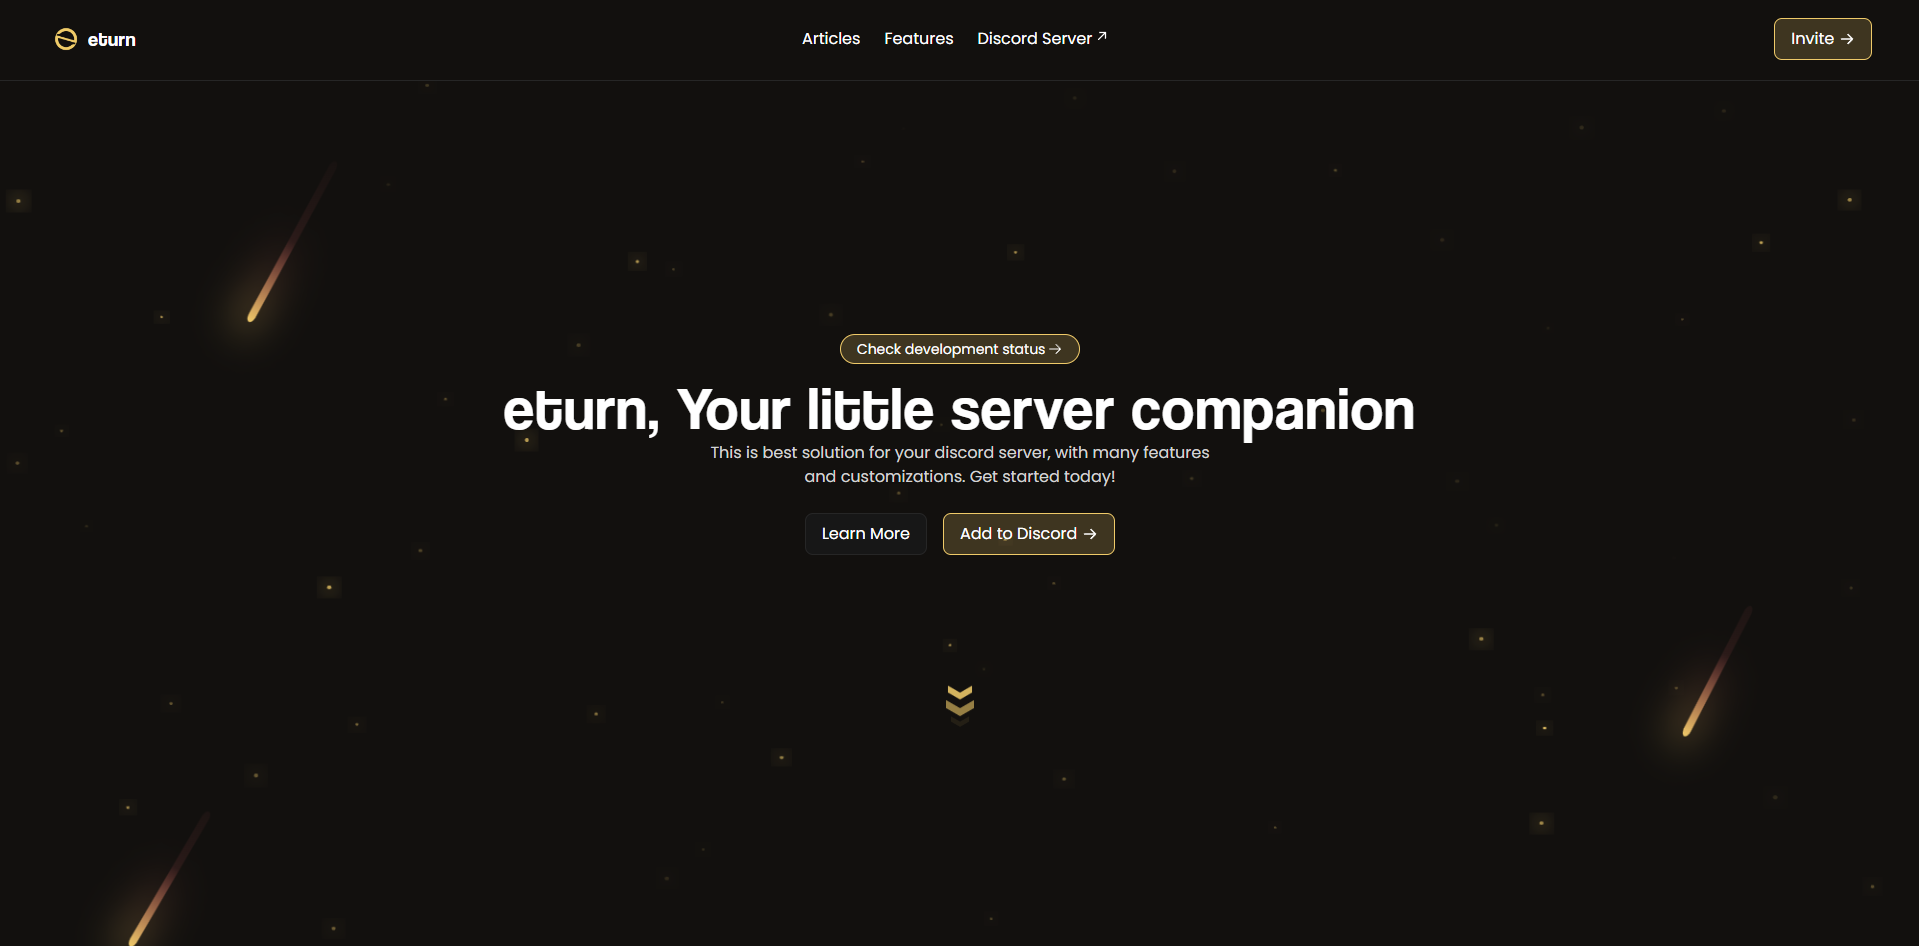 eturn
Articles
Features
Discord Server ↗
Invite →
Check development status →
eturn, Your little server companion
This is best solution for your discord server, with many features
and customizations. Get started today!
Learn More
Add to Discord →